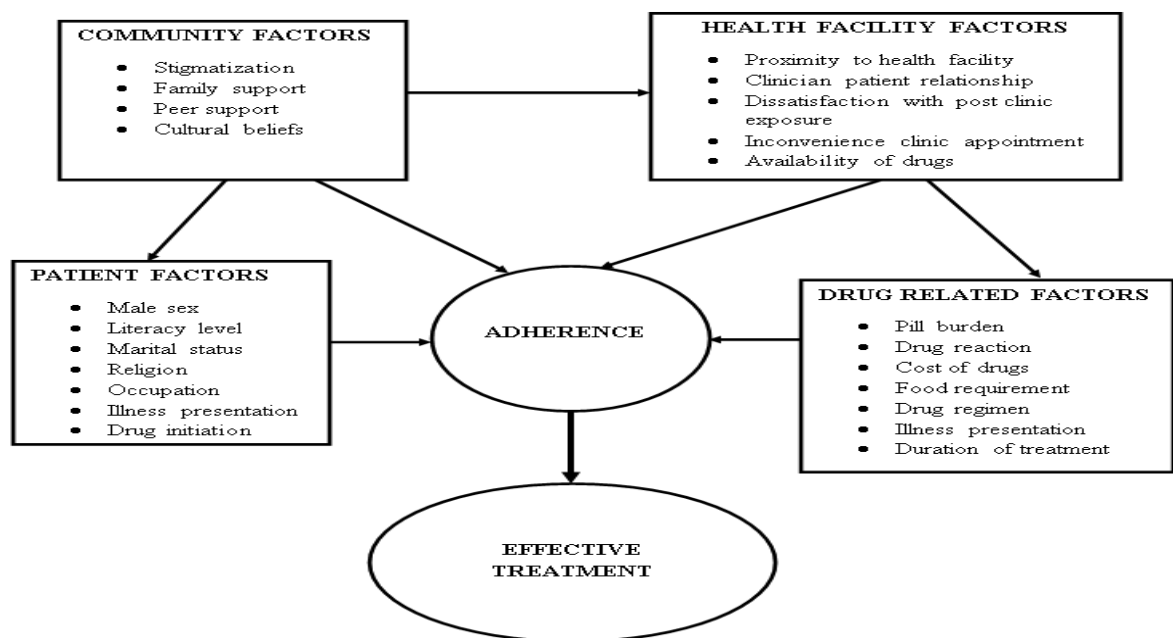 COMMUNITY FACTORS
• Stigmatization
• Family support
• Peer support
• Cultural beliefs
HEALTH FACILITY FACTORS
• Proximity to health facility
• Clinician patient relationship
• Dissatisfaction with post clinic
exposure
• Inconvenience clinic appointment
• Availability of drugs
PATIENT FACTORS
• Male sex
• Literacy level
• Marital status
• Religion
• Occupation
• Illness presentation
• Drug initiation
ADHERENCE
DRUG RELATED FACTORS
• Pill burden
• Drug reaction
• Cost of drugs
• Food requirement
• Drug regimen
• Illness presentation
• Duration of treatment
EFFECTIVE
TREATMENT